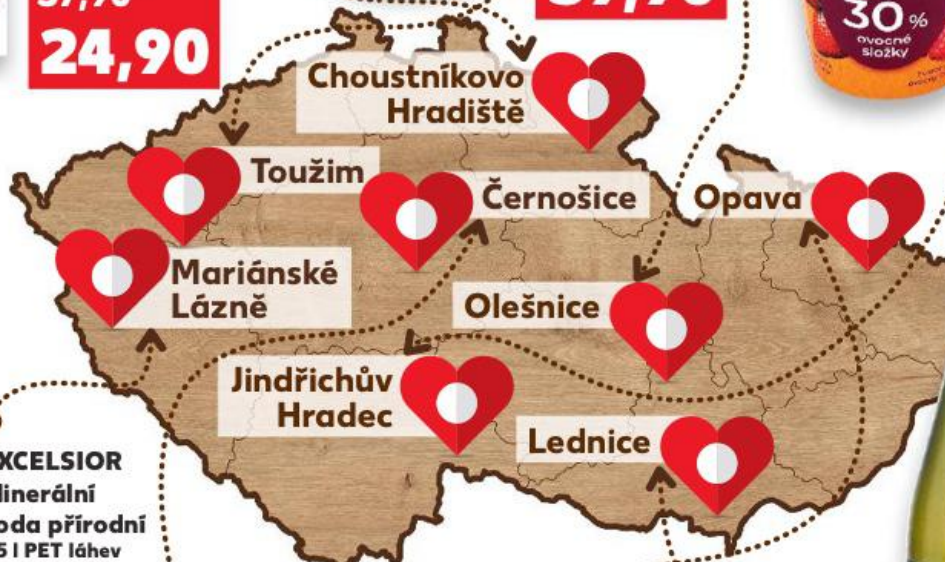 24,90
30%
ovocné
složky
Choustníkovo
Hradiště
Toužim
Černošice
Opava
Mariánské
Lázně
Olešnice
Jindřichův
Hradec
Lednice
XCELSIOR
inerální
oda přírodní
5 l PET láhev